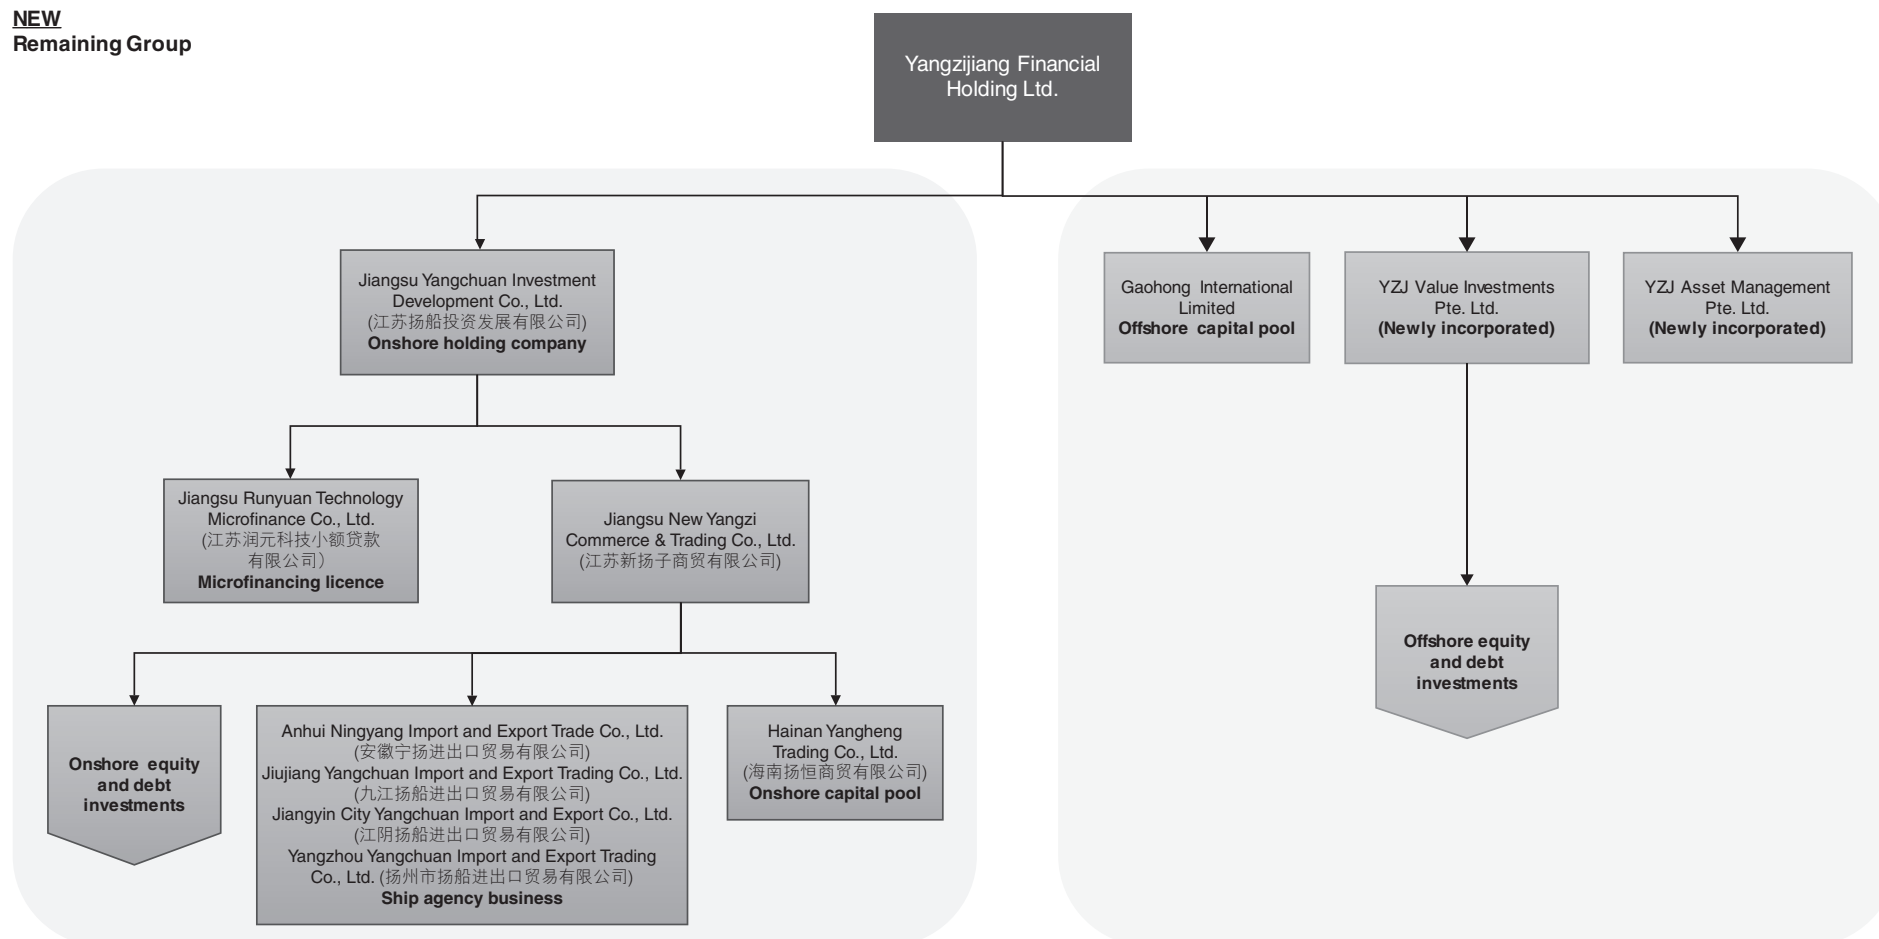 NEW
Remaining Group
Yangzijiang Financial
Holding Ltd.
Jiangsu Yangchuan Investment
Development Co., Ltd.
(江苏扬船投资发展有限公司)
Onshore holding company
Gaohong International
Limited
Offshore capital pool
YZJ Value Investments
Pte. Ltd.
(Newly incorporated)
YZJ Asset Management
Pte. Ltd.
(Newly incorporated)
Jiangsu Runyuan Technology
Microfinance Co., Ltd.
(江苏润元科技小额贷款
有限公司）
Microfinancing licence
Jiangsu New Yangzi
Commerce & Trading Co., Ltd.
(江苏新扬子商贸有限公司)
Offshore equity
and debt
investments
Onshore equity
and debt
investments
Anhui Ningyang Import and Export Trade Co., Ltd.
(安徽宁扬进出口贸易有限公司)
Jiujiang Yangchuan Import and Export Trading Co., Ltd.
(九江扬船进出口贸易有限公司)
Jiangyin City Yangchuan Import and Export Co., Ltd.
(江阴扬船进出口贸易有限公司)
Yangzhou Yangchuan Import and Export Trading
Co., Ltd. (扬州市扬船进出口贸易有限公司)
Ship agency business
Hainan Yangheng
Trading Co., Ltd.
(海南扬恒商贸有限公司)
Onshore capital pool